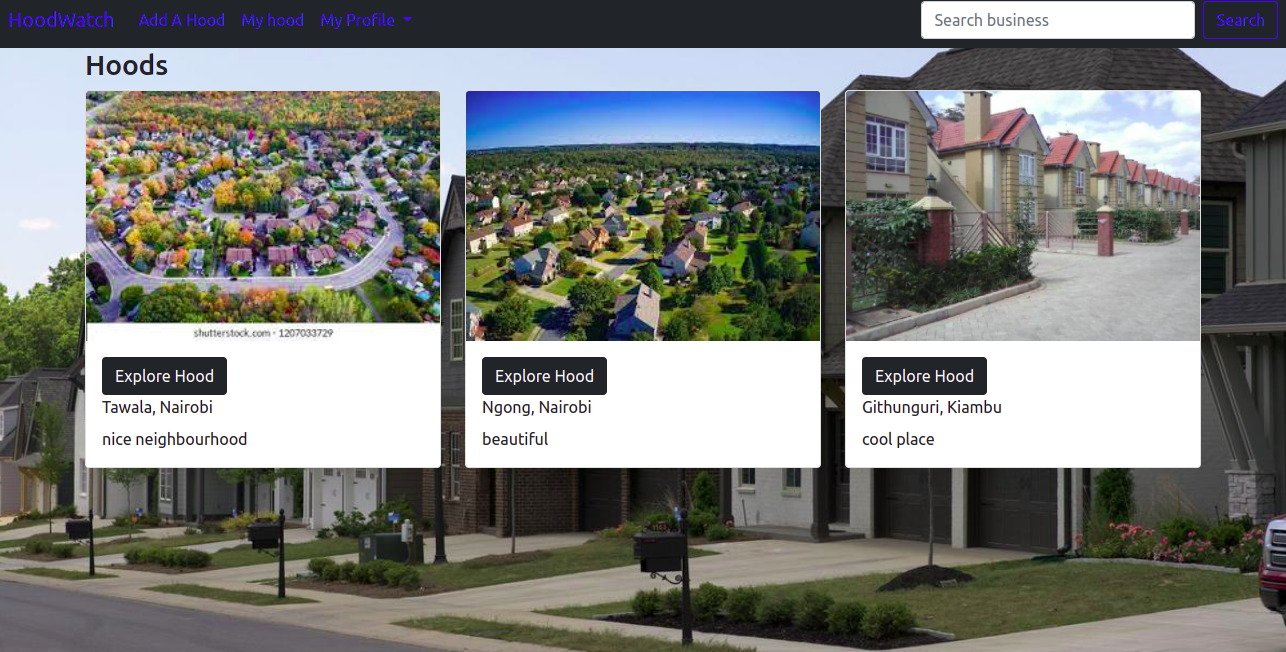 HoodWatch Add A Hood My hood My Profile Search business Search
Hoods
shutterstock.com · 1207033729
Explore Hood Explore Hood Explore Hood
Tawala, Nairobi Ngong, Nairobi Githunguri, Kiambu
nice neighbourhood beautiful cool place